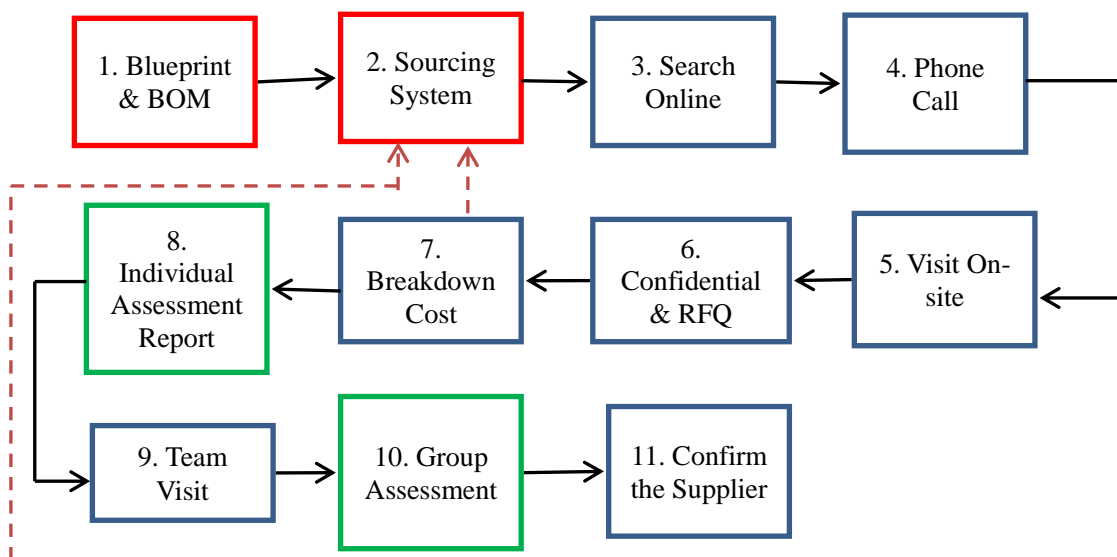 1. Blueprint
& BOM
2. Sourcing
System
3. Search
Online
4. Phone
Call
5. Visit On-
site
6.
Confidential
& RFQ
7.
Breakdown
Cost
8.
Individual
Assessment
Report
9. Team
Visit
10. Group
Assessment
11. Confirm
the Supplier